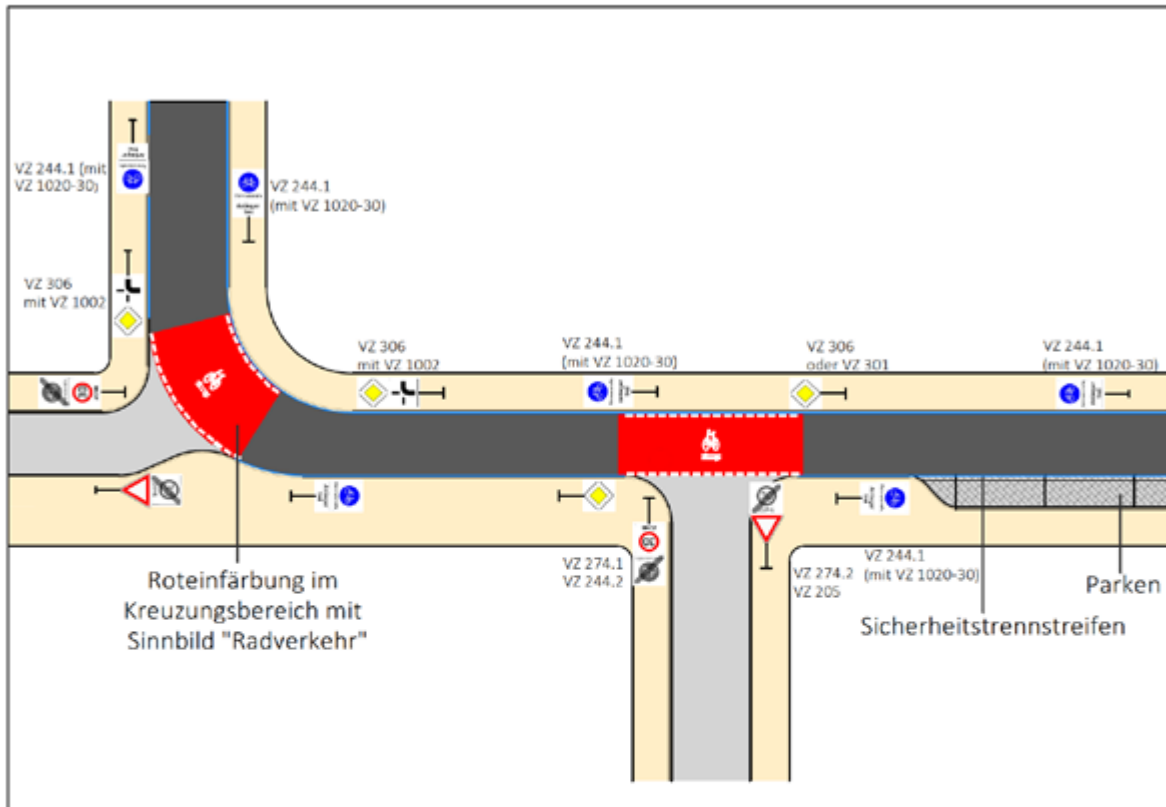 VZ 244.1 (mit
VZ 1020-30)
VZ 244.1
(mit VZ 1020-30)
VZ 306
mit VZ 1002
VZ 306
mit VZ 1002
VZ 244.1
(mit VZ 1020-30)
VZ 306
oder VZ 301
VZ 244.1
(mit VZ 1020-30)
VZ 274.1
VZ 244.2
VZ 274.2
VZ 205
VZ 244.1
(mit VZ 1020-30)
Parken
Sicherheitstrennstreifen
Roteinfärbung im
Kreuzungsbereich mit
Sinnbild "Radverkehr"